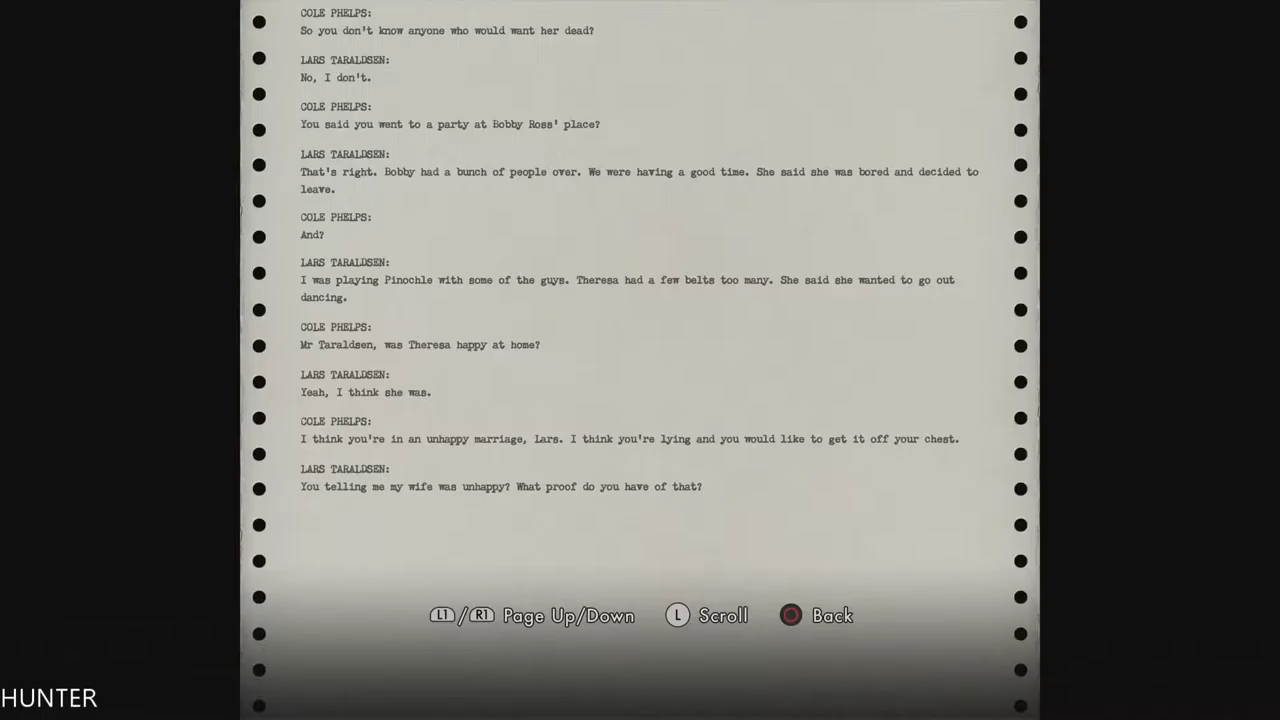 COLE PHELPS:
So you don't know anyone who would want her dead?
LARS TARALDSEN:
No, I don't.
COLE PHELPS:
You said you went to a party at Bobby Ross' place?
LARS TARALDSEN:
That's right. Bobby had a bunch of people over. We were having a good time. She said she was bored and decided to
leave.
COLE PHELPS:
And?
LARS TARALDSEN:
I was playing Pinochle with some of the guys. Theresa had a few belts too many. She said she wanted to go out
dancing.
COLE PHELPS:
Mr Taraldsen, was Theresa happy at home?
LARS TARALDSEN:
Yeah, I think she was.
COLE PHELPS:
I think you're in an unhappy marriage, Lars. I think you're lying and you would like to get it off your chest.
LARS TARALDSEN:
You telling me my wife was unhappy? What proof do you have of that?
L1/R1 Page Up/Down L Scroll Back
HUNTER